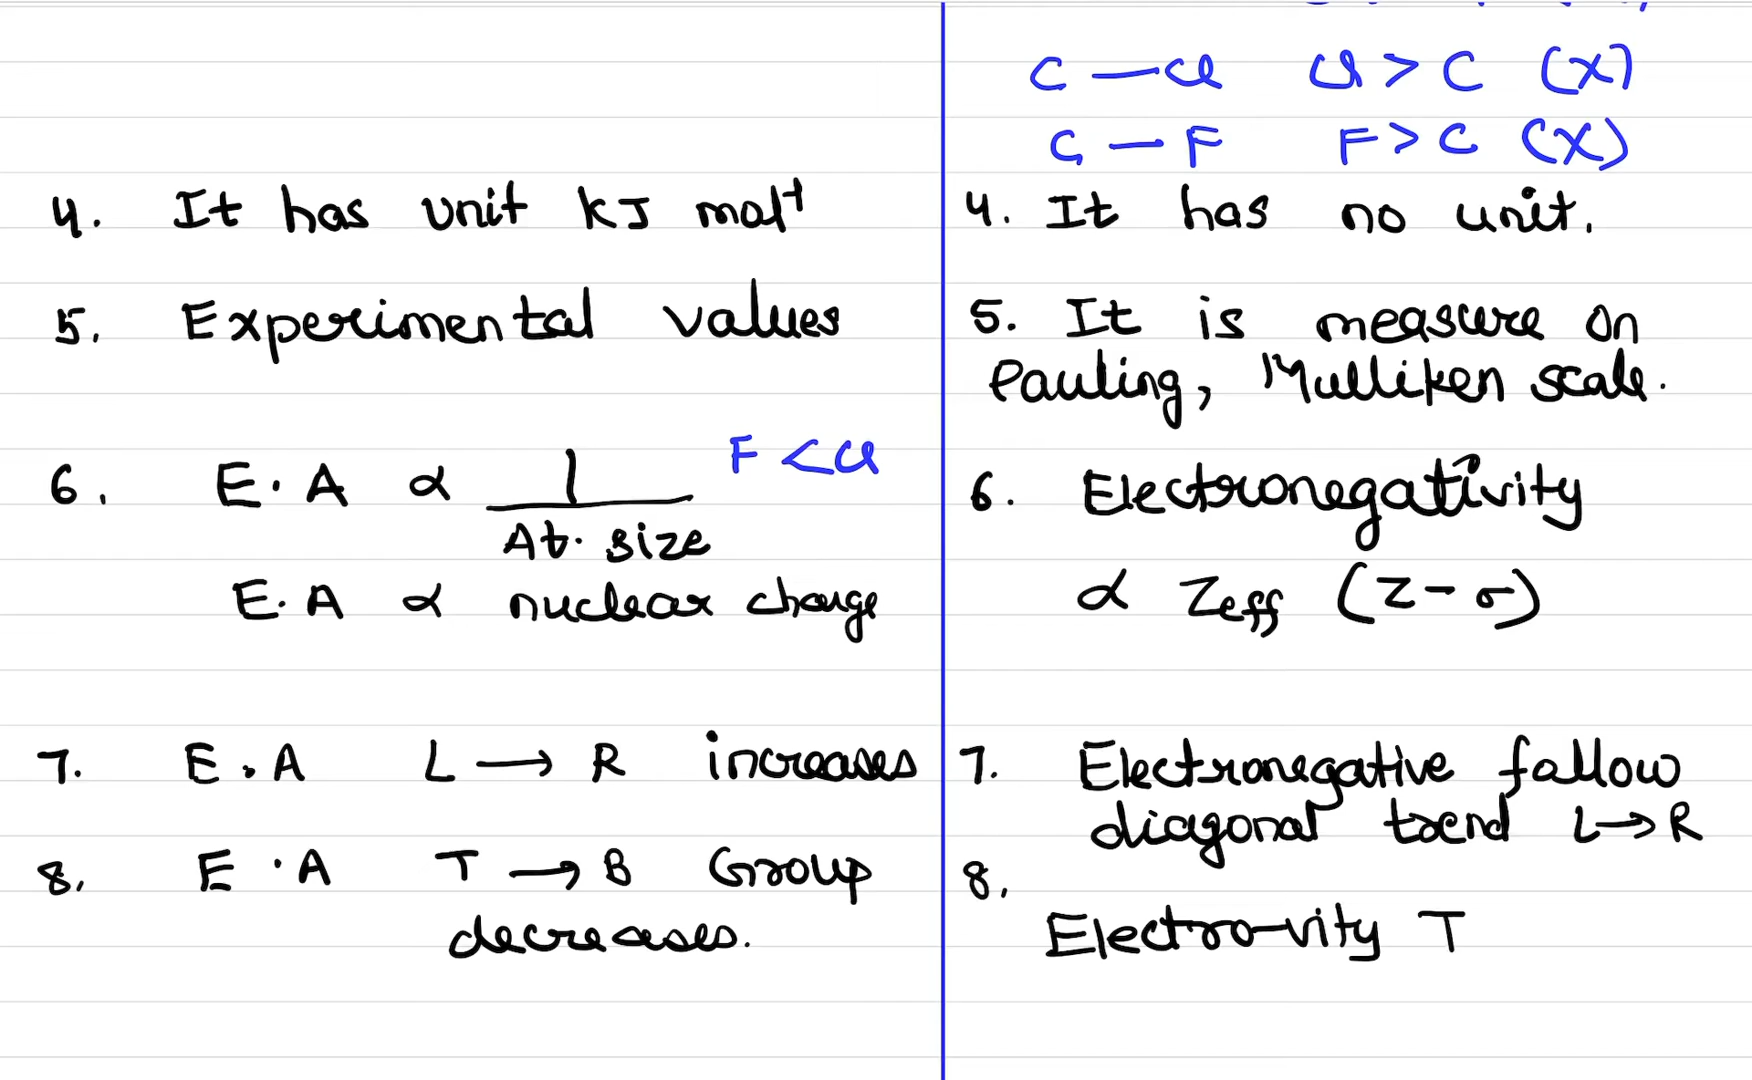 C — Cl Cl > C (X)
C — F F > C (X)
4. It has unit kJ mol⁻¹
5. Experimental values
6. E.A ∝ 1 / At. size F < Cl
E.A ∝ nuclear charge
7. E.A L → R increases
8. E.A T → B Group
decreases.
4. It has no unit.
5. It is measure on
Pauling, Mulliken scale.
6. Electronegativity
∝ Zeff (Z - σ)
7. Electronegative fallow
diagonal trend L → R
8.
Electro-vity T